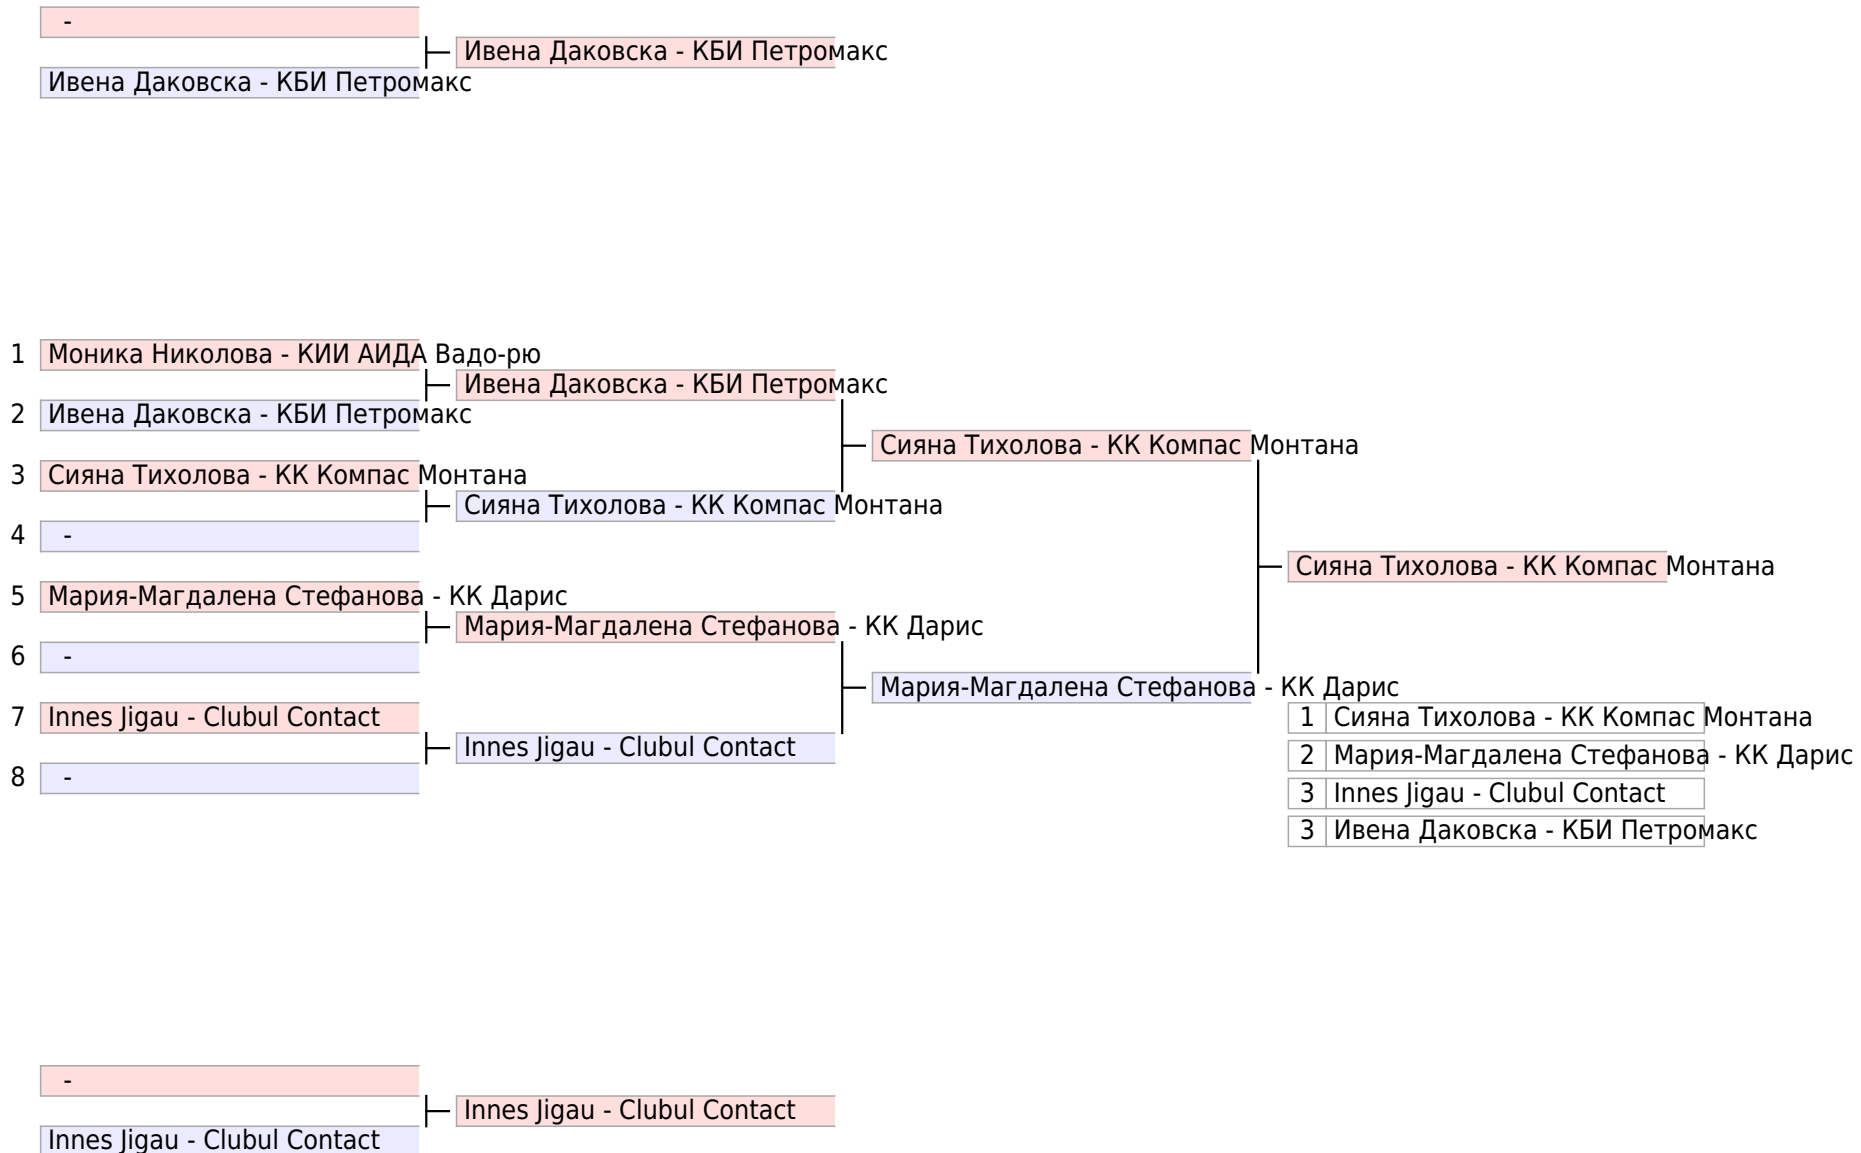 -
Ивена Даковска - КБИ Петромакс
Ивена Даковска - КБИ Петромакс
1 Моника Николова - КИИ АИДА Вадо-рю
Ивена Даковска - КБИ Петромакс
2 Ивена Даковска - КБИ Петромакс
Сияна Тихолова - КК Компас Монтана
3 Сияна Тихолова - КК Компас Монтана
Сияна Тихолова - КК Компас Монтана
4 -
Сияна Тихолова - КК Компас Монтана
5 Мария-Магдалена Стефанова - КК Дарис
Мария-Магдалена Стефанова - КК Дарис
6 -
Мария-Магдалена Стефанова - КК Дарис
7 Innes Jigau - Clubul Contact
1 Сияна Тихолова - КК Компас Монтана
Innes Jigau - Clubul Contact
2 Мария-Магдалена Стефанова - КК Дарис
8 -
3 Innes Jigau - Clubul Contact
3 Ивена Даковска - КБИ Петромакс
-
Innes Jigau - Clubul Contact
Innes Jigau - Clubul Contact